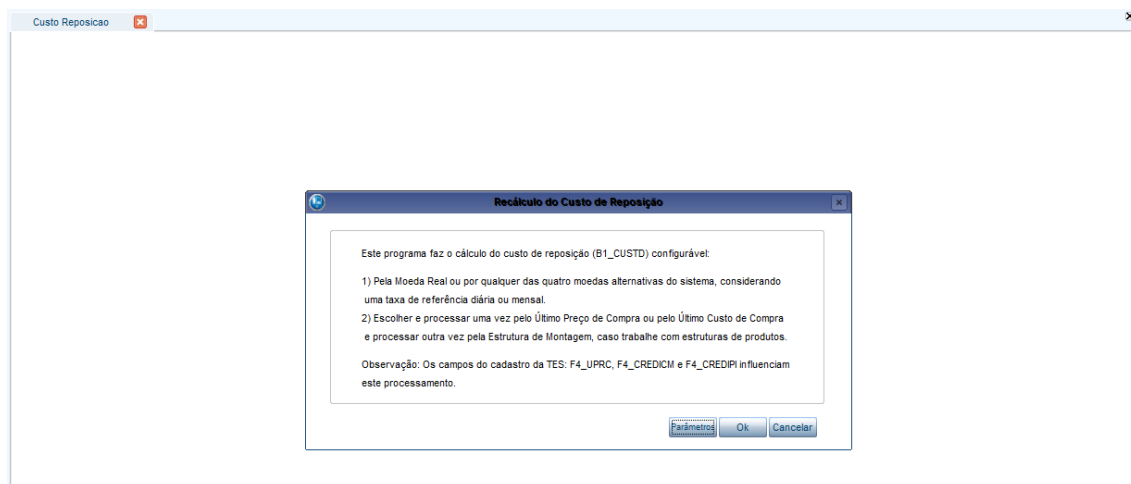 Custo Reposicao
Recálculo do Custo de Reposição
Este programa faz o cálculo do custo de reposição (B1_CUSTD) configurável:
1) Pela Moeda Real ou por qualquer das quatro moedas alternativas do sistema, considerando
uma taxa de referência diária ou mensal.
2) Escolher e processar uma vez pelo Último Preço de Compra ou pelo Último Custo de Compra
e processar outra vez pela Estrutura de Montagem, caso trabalhe com estruturas de produtos.
Observação: Os campos do cadastro da TES: F4_UPRC, F4_CREDICM e F4_CREDIPI influenciam
este processamento.
Parâmetros Ok Cancelar